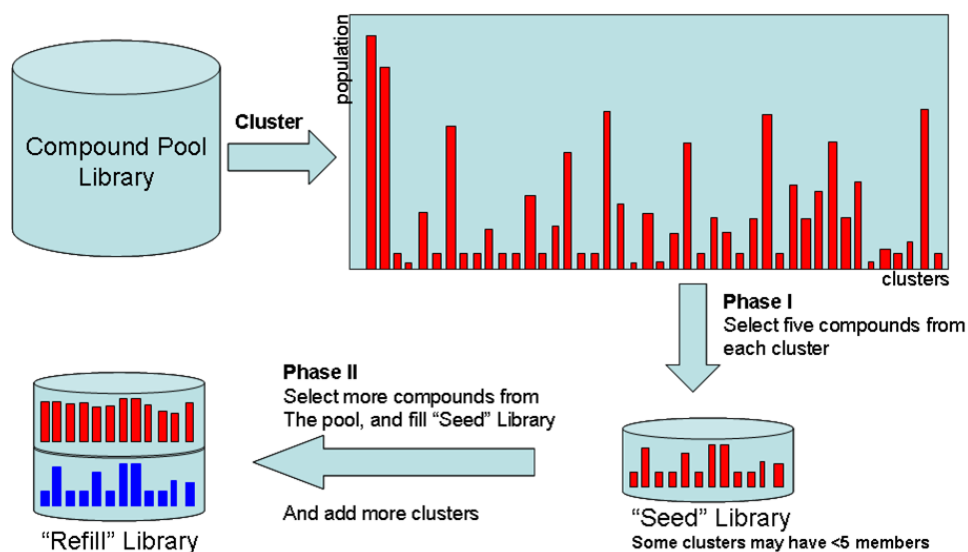 population
Compound Pool
Library
Cluster
clusters
Phase I
Select five compounds from
each cluster
Phase II
Select more compounds from
The pool, and fill “Seed” Library
And add more clusters
“Refill” Library
“Seed” Library
Some clusters may have <5 members